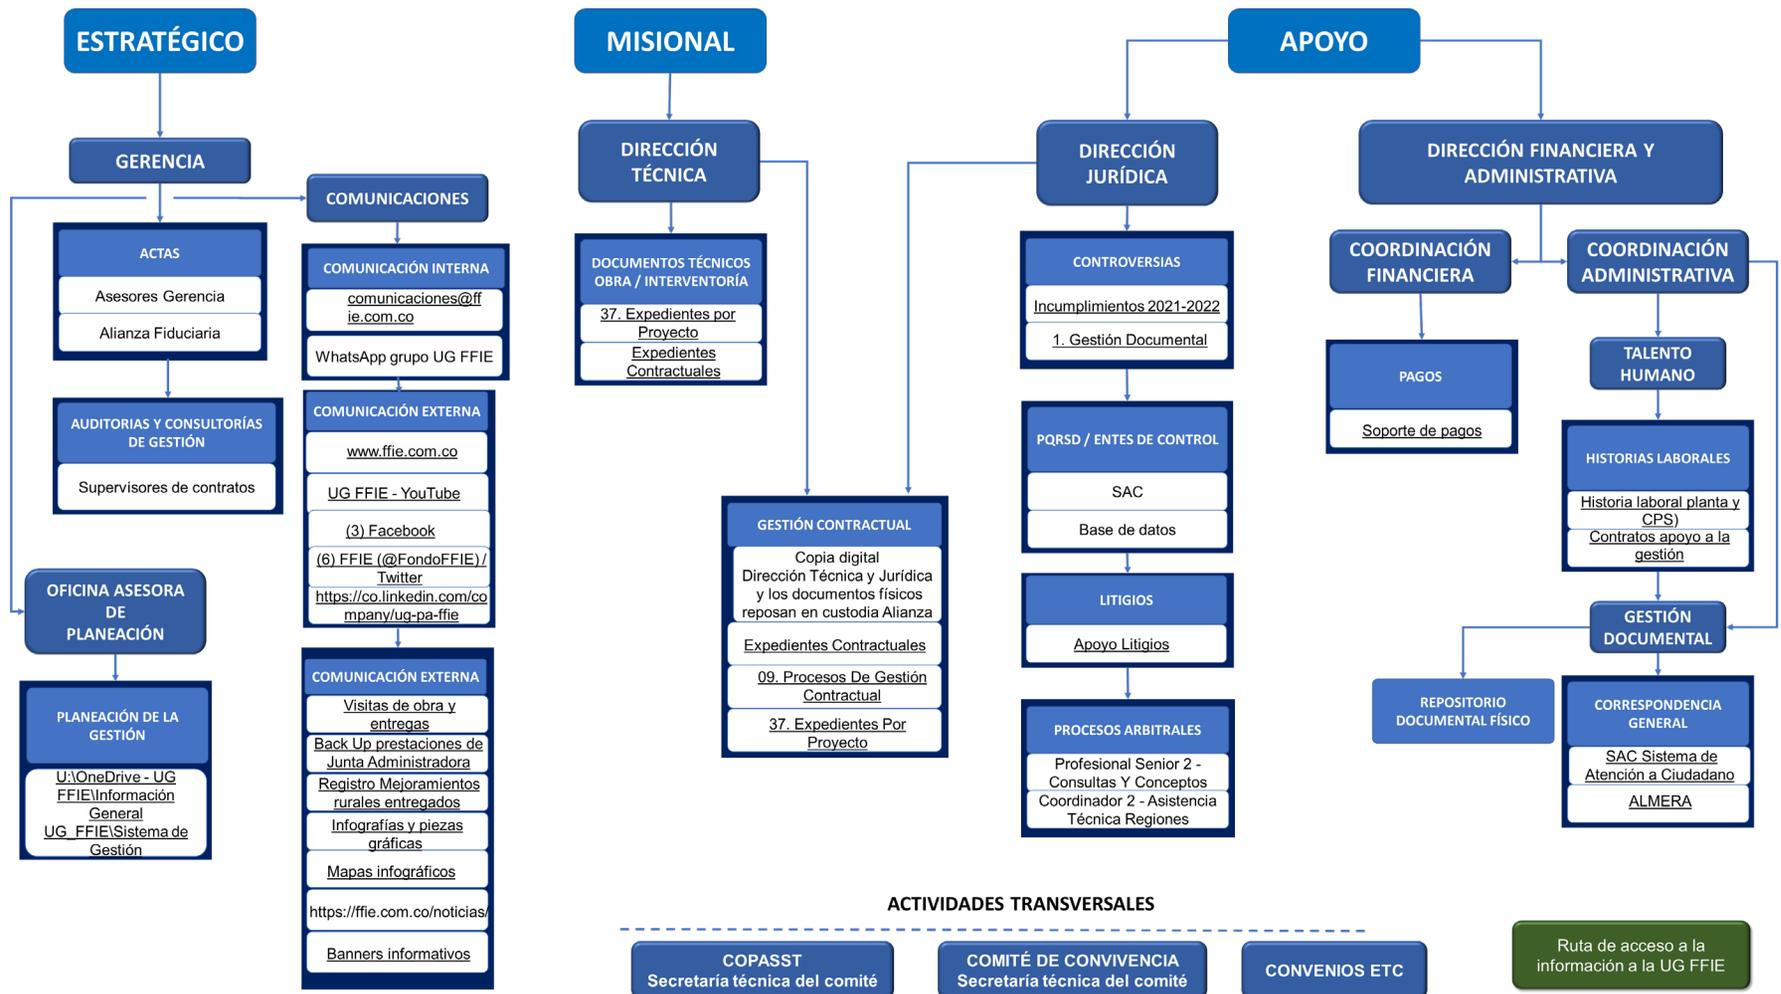 ESTRATÉGICO
GERENCIA
COMUNICACIONES
ACTAS
Asesores Gerencia
Alianza Fiduciaria
AUDITORIAS Y CONSULTORÍAS
DE GESTIÓN
Supervisores de contratos
OFICINA ASESORA
DE
PLANEACIÓN
PLANEACIÓN DE LA
GESTIÓN
U:\OneDrive - UG
FFIE\Información
General
UG_FFIE\Sistema de
Gestión
COMUNICACIÓN INTERNA
comunicaciones@ff
ie.com.co
WhatsApp grupo UG FFIE
COMUNICACIÓN EXTERNA
www.ffie.com.co
UG FFIE - YouTube
(3) Facebook
(6) FFIE (@FondoFFIE) /
Twitter
https://co.linkedin.com/co
mpany/ug-pa-ffie
COMUNICACIÓN EXTERNA
Visitas de obra y
entregas
Back Up prestaciones de
Junta Administradora
Registro Mejoramientos
rurales entregados
Infografías y piezas
gráficas
Mapas infográficos
https://ffie.com.co/noticias/
Banners informativos
MISIONAL
DIRECCIÓN
TÉCNICA
DOCUMENTOS TÉCNICOS
OBRA / INTERVENTORÍA
37. Expedientes por
Proyecto
Expedientes
Contractuales
GESTIÓN CONTRACTUAL
Copia digital
Dirección Técnica y Jurídica
y los documentos físicos
reposan en custodia Alianza
Expedientes Contractuales
09. Procesos De Gestión
Contractual
37. Expedientes Por
Proyecto
APOYO
DIRECCIÓN
JURÍDICA
CONTROVERSIAS
Incumplimientos 2021-2022
1. Gestión Documental
PQRSD / ENTES DE CONTROL
SAC
Base de datos
LITIGIOS
Apoyo Litigios
PROCESOS ARBITRALES
Profesional Senior 2 -
Consultas Y Conceptos
Coordinador 2 - Asistencia
Técnica Regiones
DIRECCIÓN FINANCIERA Y
ADMINISTRATIVA
COORDINACIÓN
FINANCIERA
PAGOS
Soporte de pagos
COORDINACIÓN
ADMINISTRATIVA
TALENTO
HUMANO
HISTORIAS LABORALES
Historia laboral planta y
CPS)
Contratos apoyo a la
gestión
GESTIÓN
DOCUMENTAL
REPOSITORIO
DOCUMENTAL FÍSICO
CORRESPONDENCIA
GENERAL
SAC Sistema de
Atención a Ciudadano
ALMERA
ACTIVIDADES TRANSVERSALES
COPASST
Secretaría técnica del comité
COMITÉ DE CONVIVENCIA
Secretaría técnica del comité
CONVENIOS ETC
Ruta de acceso a la
información a la UG FFIE